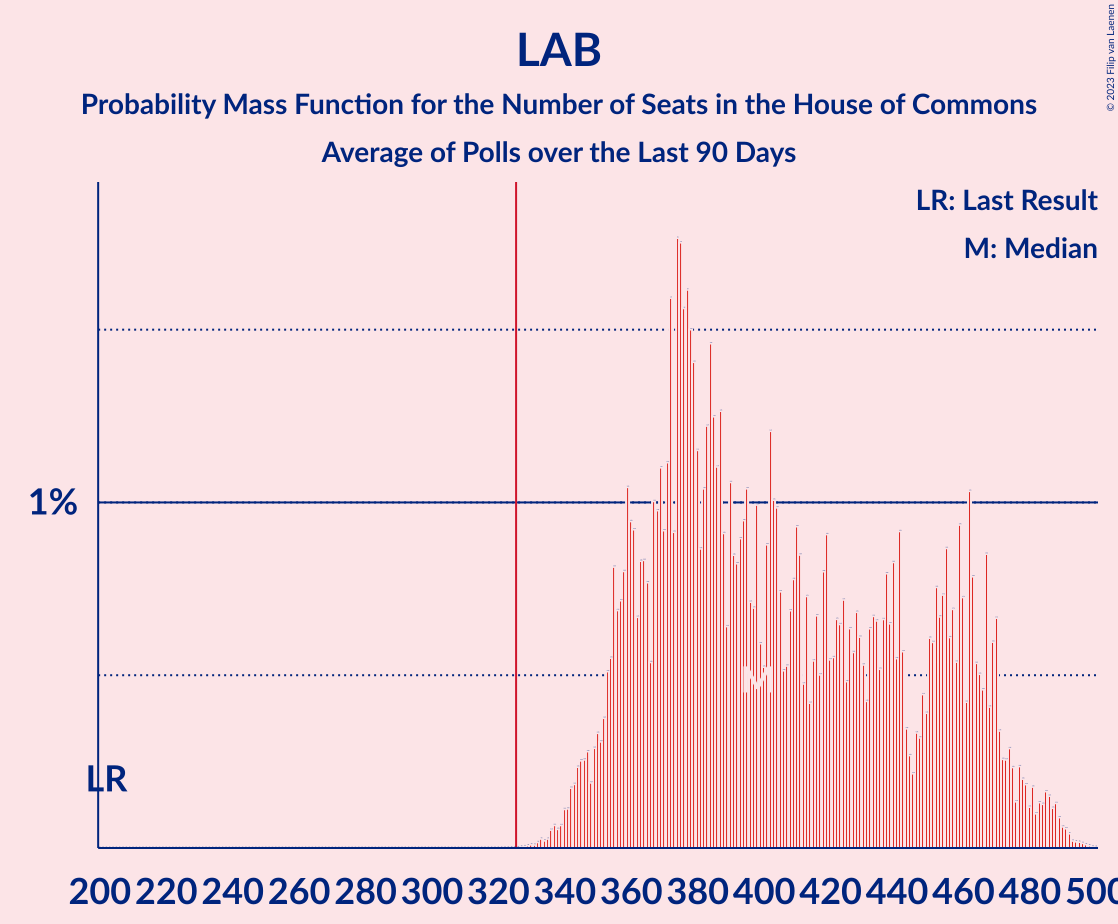 LAB
Probability Mass Function for the Number of Seats in the House of Commons
Average of Polls over the Last 90 Days
© 2023 Filip van Laenen
LR: Last Result
M: Median
1%
M
LR
200 220 240 260 280 300 320 340 360 380 400 420 440 460 480 500